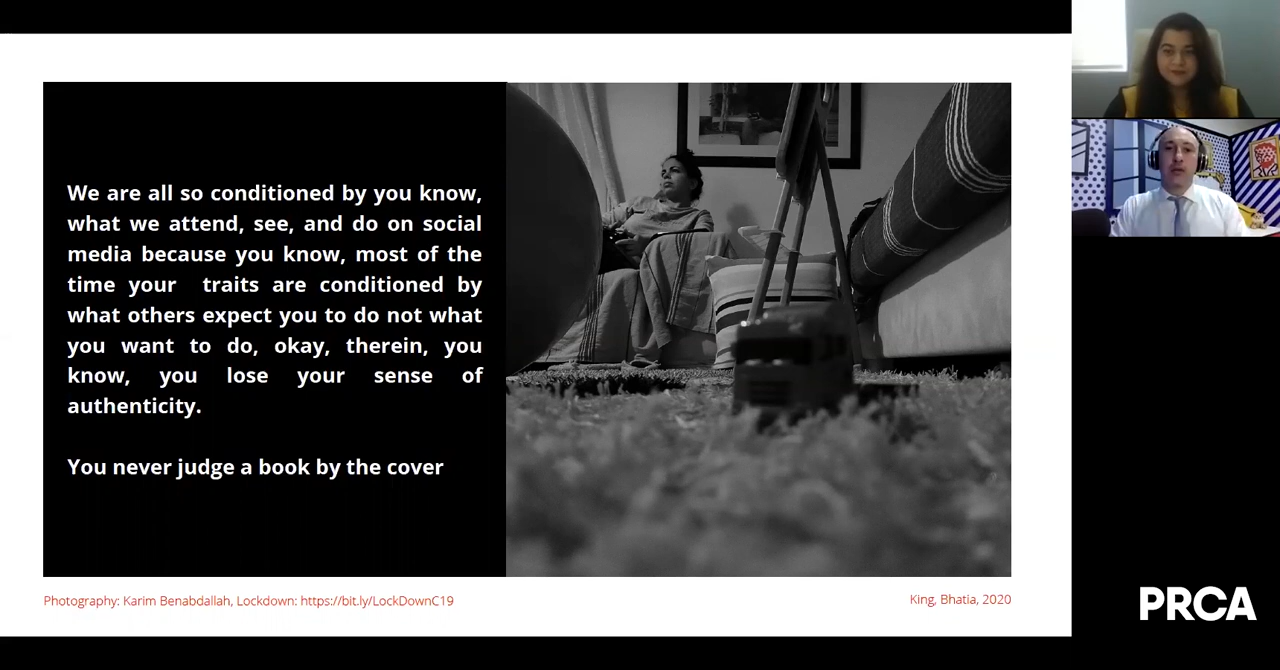 We are all so conditioned by you know,
what we attend, see, and do on social
media because you know, most of the
time your traits are conditioned by
what others expect you to do not what
you want to do, okay, therein, you
know, you lose your sense of
authenticity.
You never judge a book by the cover
Photography: Karim Benabdallah, Lockdown: https://bit.ly/LockDownC19
King, Bhatia, 2020
PRCA